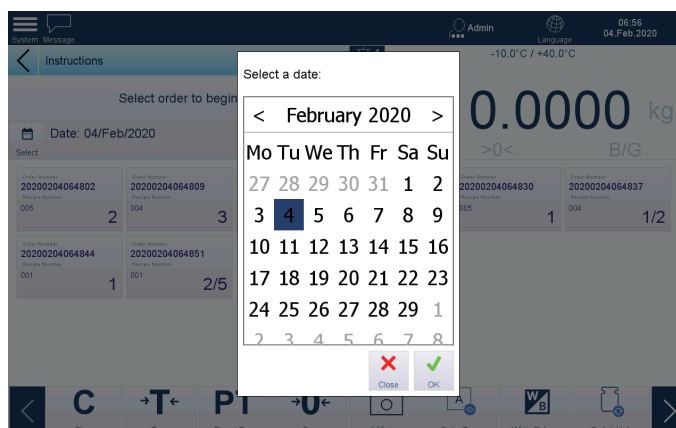 System Message
Admin
Language
06:56
04.Feb.2020
Instructions
-10.0°C / +40.0°C
Select order to begin
0.0000 kg
>0<
B/G
Date: 04/Feb/2020
Select
Order Number
20200204064802
Recipe Number
005
2
Order Number
20200204064809
Recipe Number
004
3
Order Number
20200204064830
Recipe Number
005
1
Order Number
20200204064837
Recipe Number
004
1/2
Order Number
20200204064844
Recipe Number
001
1
Order Number
20200204064851
Recipe Number
001
2/5
Select a date:
< February 2020 >
Mo Tu We Th Fr Sa Su
27 28 29 30 31 1 2
3 4 5 6 7 8 9
10 11 12 13 14 15 16
17 18 19 20 21 22 23
24 25 26 27 28 29 1
2 3 4 5 6 7 8
Close
OK
C
→T←
PT
→0←
A
W
B